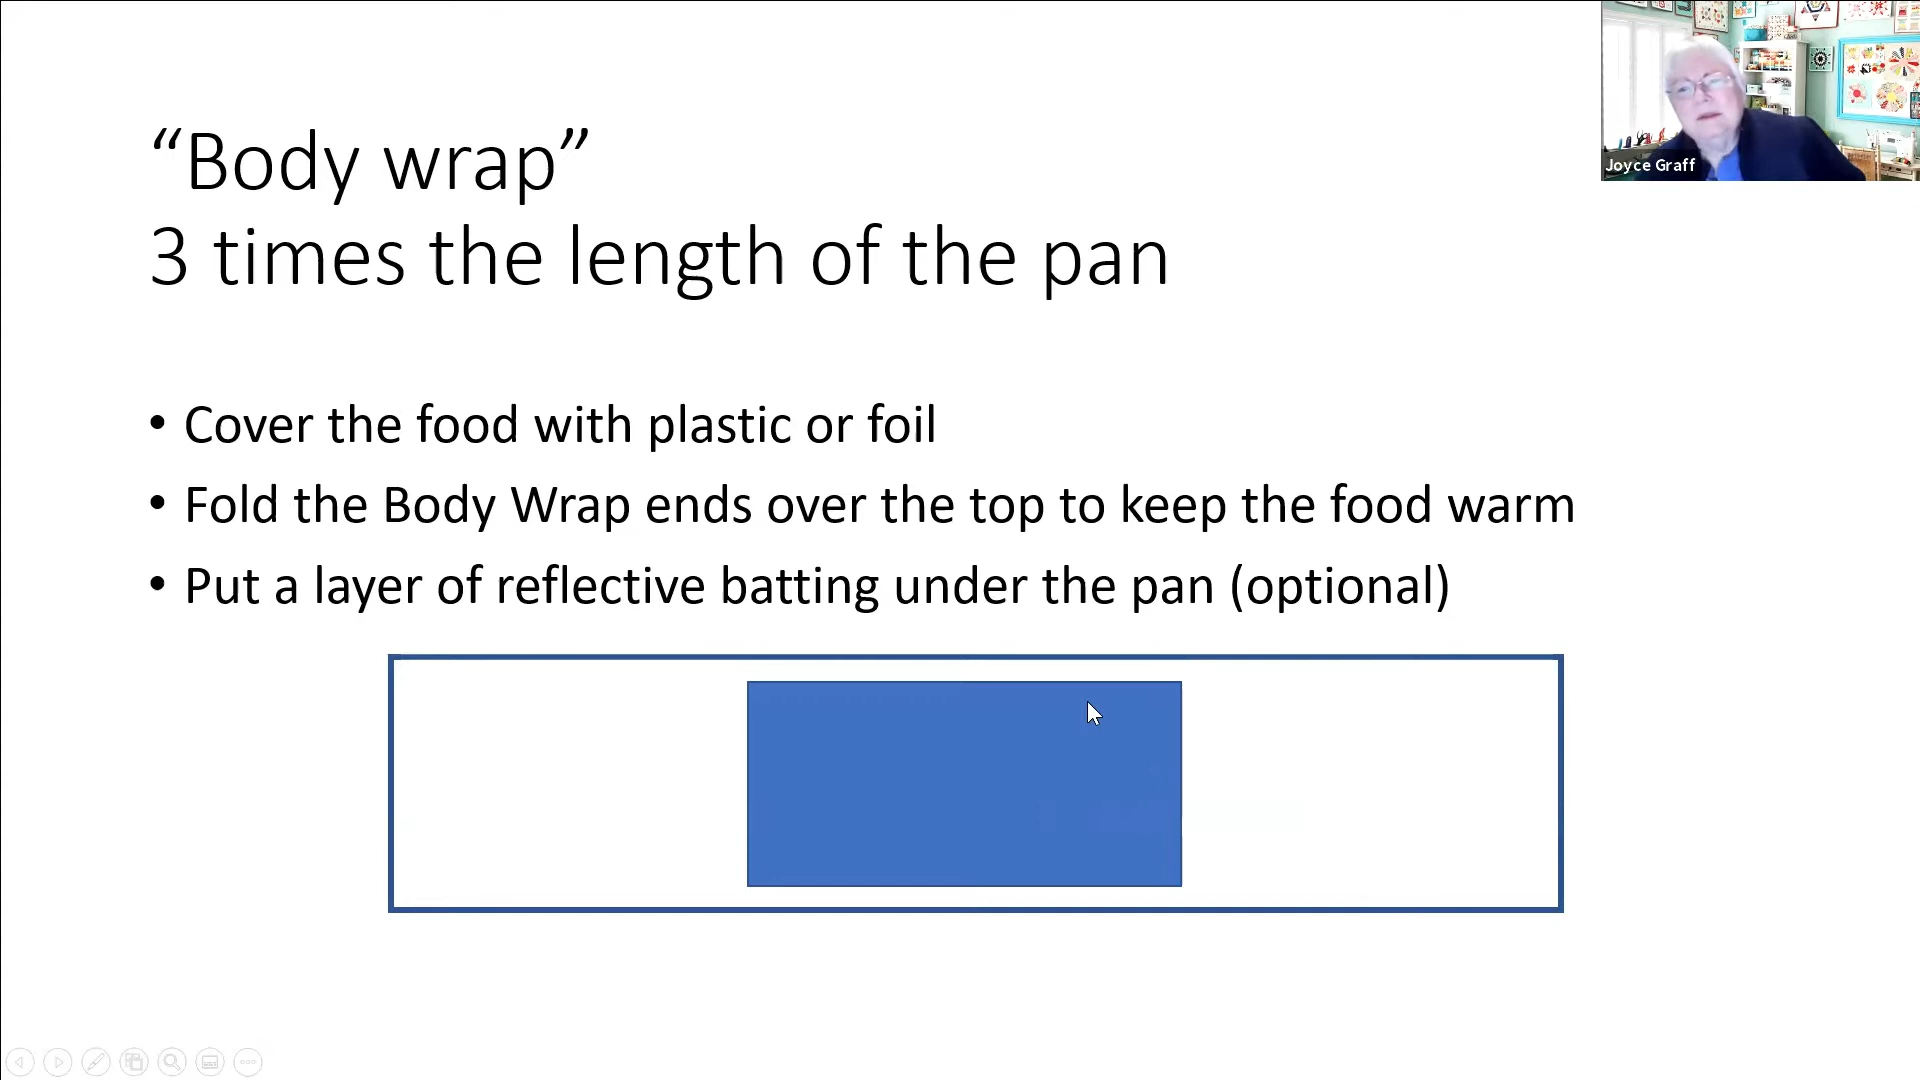 “Body wrap”
3 times the length of the pan
• Cover the food with plastic or foil
• Fold the Body Wrap ends over the top to keep the food warm
• Put a layer of reflective batting under the pan (optional)
Joyce Graff